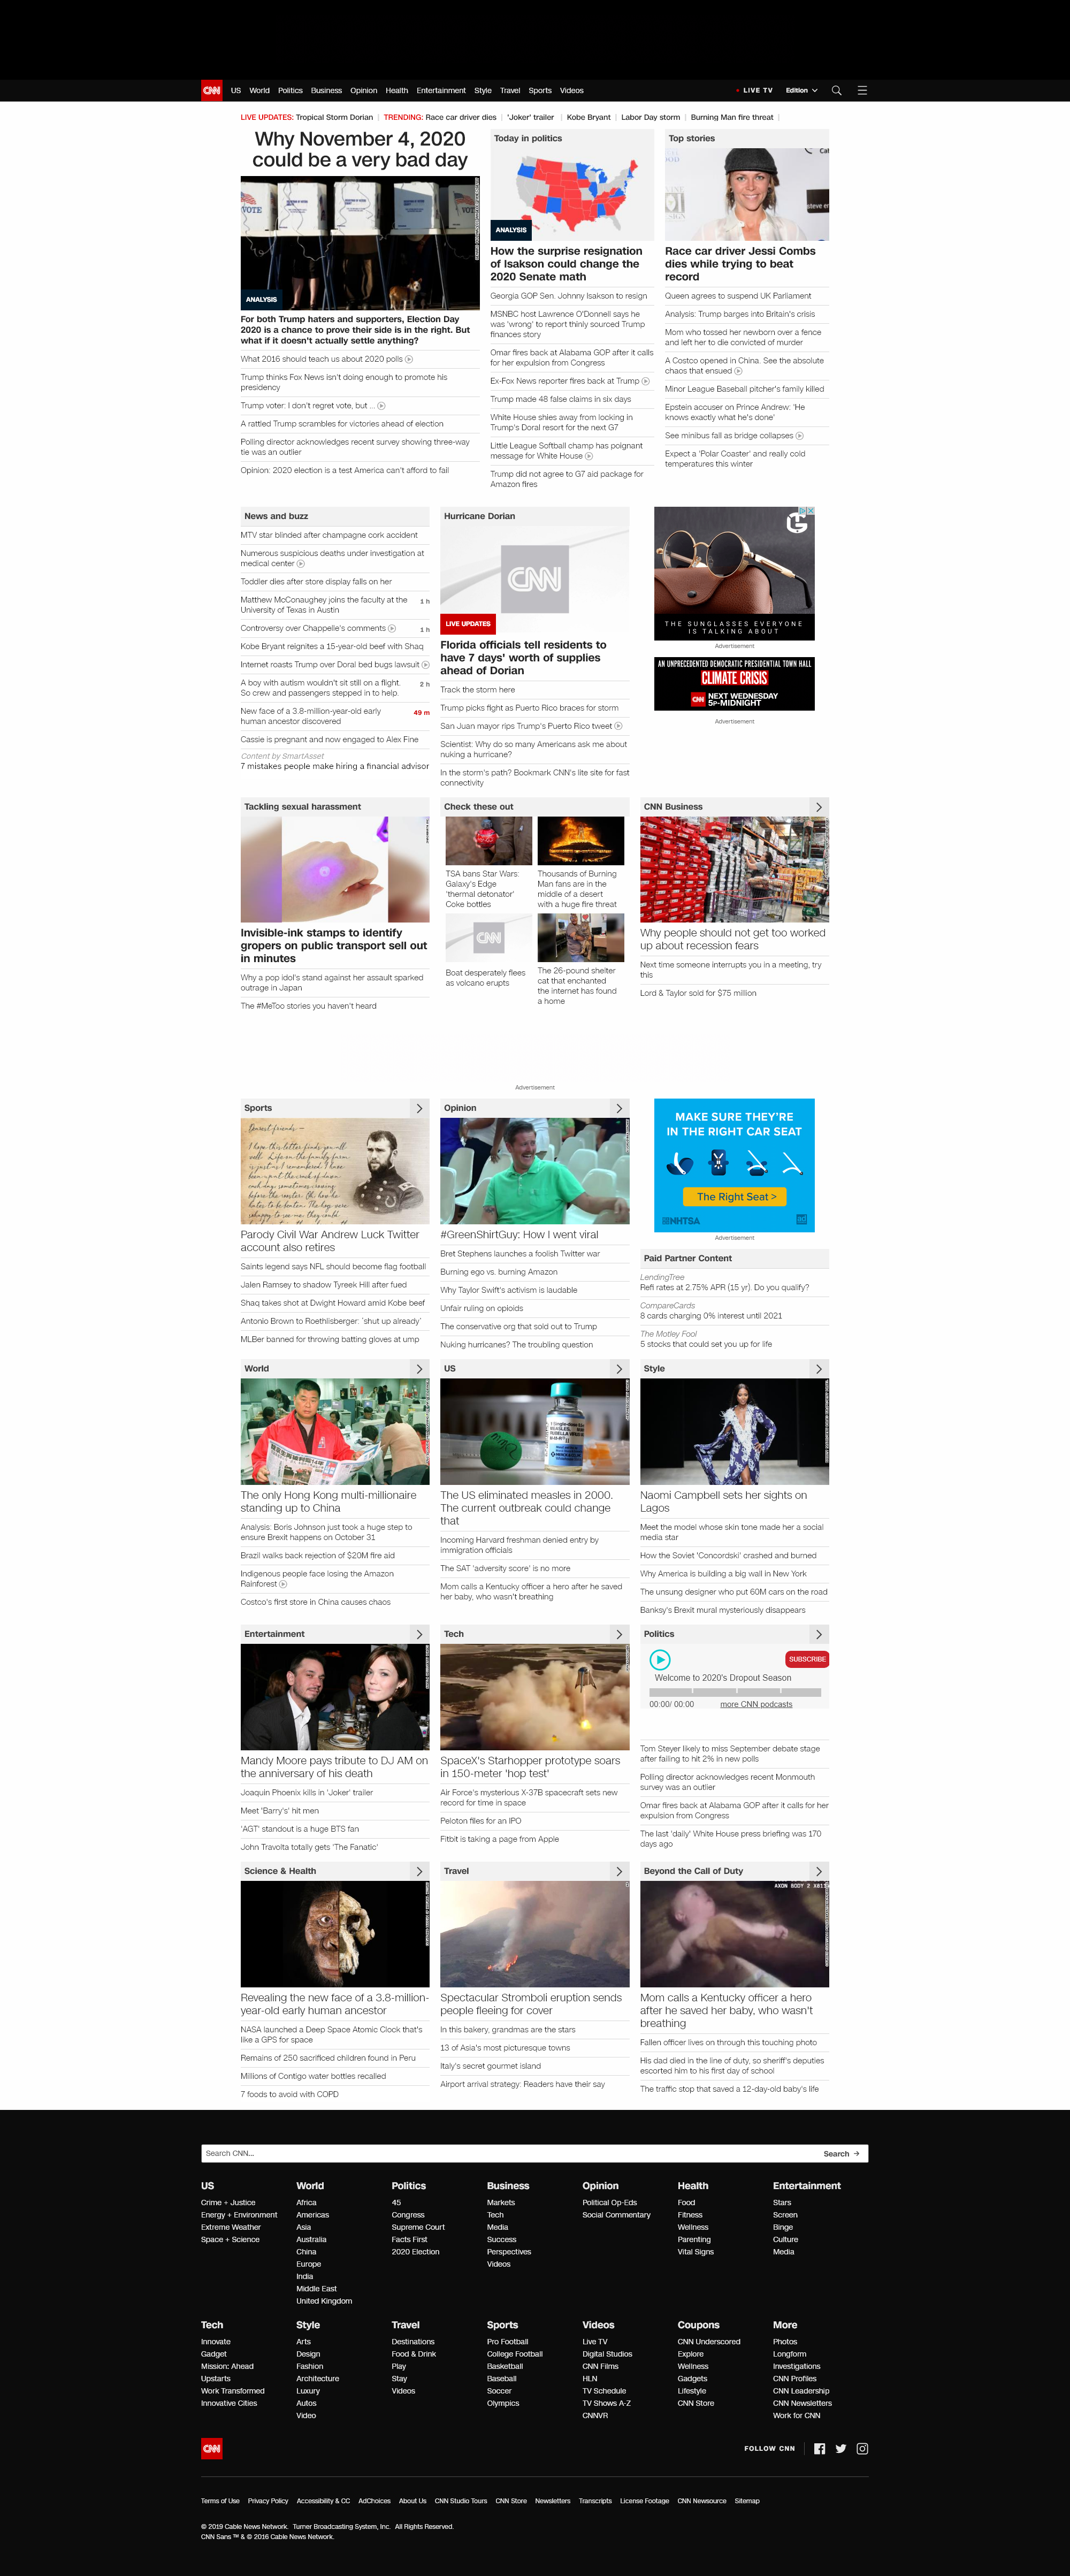 CNN
US World Politics Business Opinion Health Entertainment Style Travel Sports Videos
LIVE TV Edition
LIVE UPDATES: Tropical Storm Dorian | TRENDING: Race car driver dies | 'Joker' trailer | Kobe Bryant | Labor Day storm | Burning Man fire threat |
Why November 4, 2020
could be a very bad day
VOTE
VOTE
ANALYSIS
For both Trump haters and supporters, Election Day
2020 is a chance to prove their side is in the right. But
what if it doesn't actually settle anything?
What 2016 should teach us about 2020 polls
Trump thinks Fox News isn't doing enough to promote his
presidency
Trump voter: I don't regret vote, but ...
A rattled Trump scrambles for victories ahead of election
Polling director acknowledges recent survey showing three-way
tie was an outlier
Opinion: 2020 election is a test America can't afford to fail
Today in politics
ANALYSIS
How the surprise resignation
of Isakson could change the
2020 Senate math
Georgia GOP Sen. Johnny Isakson to resign
MSNBC host Lawrence O'Donnell says he
was 'wrong' to report thinly sourced Trump
finances story
Omar fires back at Alabama GOP after it calls
for her expulsion from Congress
Ex-Fox News reporter fires back at Trump
Trump made 48 false claims in six days
White House shies away from locking in
Trump's Doral resort for the next G7
Little League Softball champ has poignant
message for White House
Trump did not agree to G7 aid package for
Amazon fires
Top stories
Race car driver Jessi Combs
dies while trying to beat
record
Queen agrees to suspend UK Parliament
Analysis: Trump barges into Britain's crisis
Mom who tossed her newborn over a fence
and left her to die convicted of murder
A Costco opened in China. See the absolute
chaos that ensued
Minor League Baseball pitcher's family killed
Epstein accuser on Prince Andrew: 'He
knows exactly what he's done'
See minibus fall as bridge collapses
Expect a 'Polar Coaster' and really cold
temperatures this winter
News and buzz
MTV star blinded after champagne cork accident
Numerous suspicious deaths under investigation at
medical center
Toddler dies after store display falls on her
Matthew McConaughey joins the faculty at the
University of Texas in Austin
1 h
Controversy over Chappelle's comments
1 h
Kobe Bryant reignites a 15-year-old beef with Shaq
Internet roasts Trump over Doral bed bugs lawsuit
A boy with autism wouldn't sit still on a flight.
So crew and passengers stepped in to help.
2 h
New face of a 3.8-million-year-old early
human ancestor discovered
49 m
Cassie is pregnant and now engaged to Alex Fine
Content by SmartAsset
7 mistakes people make hiring a financial advisor
Hurricane Dorian
CNN
LIVE UPDATES
Florida officials tell residents to
have 7 days' worth of supplies
ahead of Dorian
Track the storm here
Trump picks fight as Puerto Rico braces for storm
San Juan mayor rips Trump's Puerto Rico tweet
Scientist: Why do so many Americans ask me about
nuking a hurricane?
In the storm's path? Bookmark CNN's lite site for fast
connectivity
THE SUNGLASSES EVERYONE
IS TALKING ABOUT
Advertisement
AN UNPRECEDENTED DEMOCRATIC PRESIDENTIAL TOWN HALL
CLIMATE CRISIS
CNN NEXT WEDNESDAY
5P-MIDNIGHT
Advertisement
Tackling sexual harassment
Invisible-ink stamps to identify
gropers on public transport sell out
in minutes
Why a pop idol's stand against her assault sparked
outrage in Japan
The #MeToo stories you haven't heard
Check these out
TSA bans Star Wars:
Galaxy's Edge
'thermal detonator'
Coke bottles
Thousands of Burning
Man fans are in the
middle of a desert
with a huge fire threat
CNN
Boat desperately flees
as volcano erupts
The 26-pound shelter
cat that enchanted
the internet has found
a home
CNN Business
Why people should not get too worked
up about recession fears
Next time someone interrupts you in a meeting, try
this
Lord & Taylor sold for $75 million
Advertisement
Sports
Dearest friends —
Parody Civil War Andrew Luck Twitter
account also retires
Saints legend says NFL should become flag football
Jalen Ramsey to shadow Tyreek Hill after fued
Shaq takes shot at Dwight Howard amid Kobe beef
Antonio Brown to Roethlisberger: 'shut up already'
MLBer banned for throwing batting gloves at ump
Opinion
#GreenShirtGuy: How I went viral
Bret Stephens launches a foolish Twitter war
Burning ego vs. burning Amazon
Why Taylor Swift's activism is laudable
Unfair ruling on opioids
The conservative org that sold out to Trump
Nuking hurricanes? The troubling question
MAKE SURE THEY'RE
IN THE RIGHT CAR SEAT
The Right Seat >
NHTSA
Advertisement
Paid Partner Content
LendingTree
Refi rates at 2.75% APR (15 yr). Do you qualify?
CompareCards
8 cards charging 0% interest until 2021
The Motley Fool
5 stocks that could set you up for life
World
The only Hong Kong multi-millionaire
standing up to China
Analysis: Boris Johnson just took a huge step to
ensure Brexit happens on October 31
Brazil walks back rejection of $20M fire aid
Indigenous people face losing the Amazon
Rainforest
Costco's first store in China causes chaos
US
The US eliminated measles in 2000.
The current outbreak could change
that
Incoming Harvard freshman denied entry by
immigration officials
The SAT 'adversity score' is no more
Mom calls a Kentucky officer a hero after he saved
her baby, who wasn't breathing
Style
Naomi Campbell sets her sights on
Lagos
Meet the model whose skin tone made her a social
media star
How the Soviet 'Concordski' crashed and burned
Why America is building a big wall in New York
The unsung designer who put 60M cars on the road
Banksy's Brexit mural mysteriously disappears
Entertainment
Mandy Moore pays tribute to DJ AM on
the anniversary of his death
Joaquin Phoenix kills in 'Joker' trailer
Meet 'Barry's' hit men
'AGT' standout is a huge BTS fan
John Travolta totally gets 'The Fanatic'
Tech
SpaceX's Starhopper prototype soars
in 150-meter 'hop test'
Air Force's mysterious X-37B spacecraft sets new
record for time in space
Peloton files for an IPO
Fitbit is taking a page from Apple
Politics
SUBSCRIBE
Welcome to 2020's Dropout Season
00:00/ 00:00 more CNN podcasts
Tom Steyer likely to miss September debate stage
after failing to hit 2% in new polls
Polling director acknowledges recent Monmouth
survey was an outlier
Omar fires back at Alabama GOP after it calls for her
expulsion from Congress
The last 'daily' White House press briefing was 170
days ago
Science & Health
Revealing the new face of a 3.8-million-
year-old early human ancestor
NASA launched a Deep Space Atomic Clock that's
like a GPS for space
Remains of 250 sacrificed children found in Peru
Millions of Contigo water bottles recalled
7 foods to avoid with COPD
Travel
Spectacular Stromboli eruption sends
people fleeing for cover
In this bakery, grandmas are the stars
13 of Asia's most picturesque towns
Italy's secret gourmet island
Airport arrival strategy: Readers have their say
Beyond the Call of Duty
AXON BODY 2
Mom calls a Kentucky officer a hero
after he saved her baby, who wasn't
breathing
Fallen officer lives on through this touching photo
His dad died in the line of duty, so sheriff's deputies
escorted him to his first day of school
The traffic stop that saved a 12-day-old baby's life
Search CNN... Search
US World Politics Business Opinion Health Entertainment
Crime + Justice Africa 45 Markets Political Op-Eds Food Stars
Energy + Environment Americas Congress Tech Social Commentary Fitness Screen
Extreme Weather Asia Supreme Court Media Wellness Binge
Space + Science Australia Facts First Success Parenting Culture
China 2020 Election Perspectives Vital Signs Media
Europe Videos
India
Middle East
United Kingdom
Tech Style Travel Sports Videos Coupons More
Innovate Arts Destinations Pro Football Live TV CNN Underscored Photos
Gadget Design Food & Drink College Football Digital Studios Explore Longform
Mission: Ahead Fashion Play Basketball CNN Films Wellness Investigations
Upstarts Architecture Stay Baseball HLN Gadgets CNN Profiles
Work Transformed Luxury Videos Soccer TV Schedule Lifestyle CNN Leadership
Innovative Cities Autos Olympics TV Shows A-Z CNN Store CNN Newsletters
Video CNNVR Work for CNN
CNN FOLLOW CNN
Terms of Use Privacy Policy Accessibility & CC AdChoices About Us CNN Studio Tours CNN Store Newsletters Transcripts License Footage CNN Newsource Sitemap
© 2019 Cable News Network. Turner Broadcasting System, Inc. All Rights Reserved.
CNN Sans ™ & © 2016 Cable News Network.